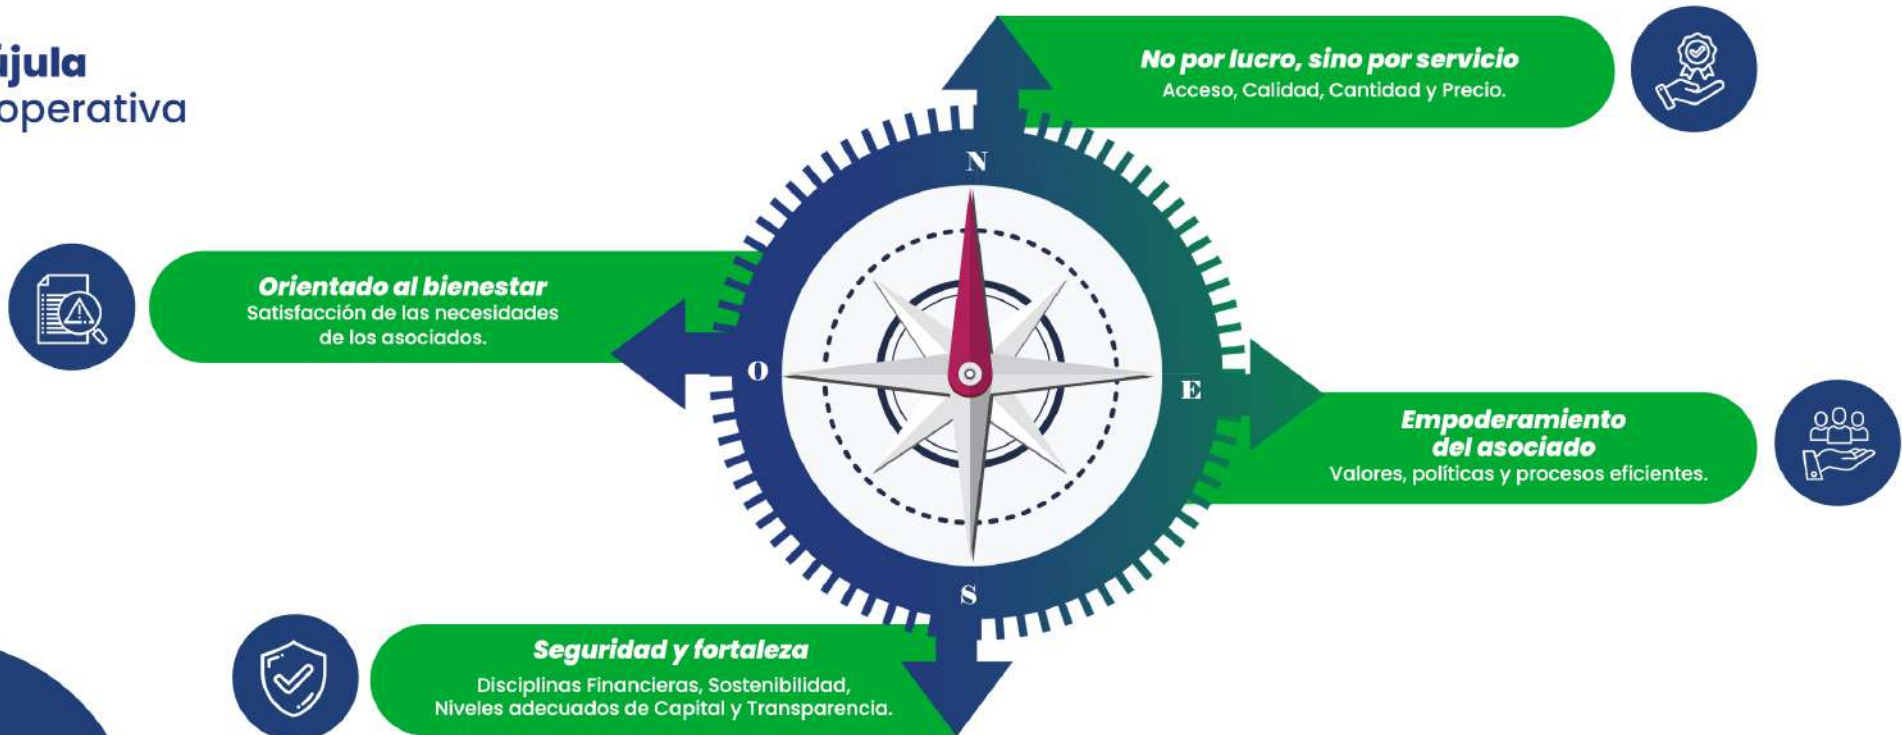 operativa
No por lucro, sino por servicio
Acceso, Calidad, Cantidad y Precio.
N
Orientado al bienestar
Satisfacción de las necesidades
de los asociados.
O
E
Empoderamiento
del asociado
Valores, políticas y procesos eficientes.
S
Seguridad y fortaleza
Disciplinas Financieras, Sostenibilidad,
Niveles adecuados de Capital y Transparencia.